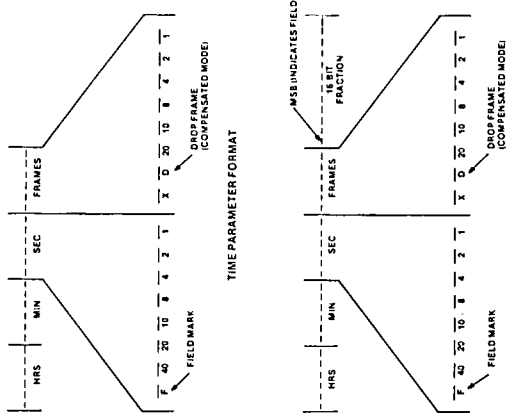 HRS MIN SEC FRAMES
F 40 20 10 8 4 2 1 X D 20 10 8 4 2 1
FIELD MARK
DROP FRAME
(COMPENSATED MODE)
TIME PARAMETER FORMAT
MSB (INDICATES FIELD)
HRS MIN SEC FRAMES 16 BIT
FRACTION
F 40 20 10 8 4 2 1 X D 20 10 8 4 2 1
FIELD MARK
DROP FRAME
(COMPENSATED MODE)